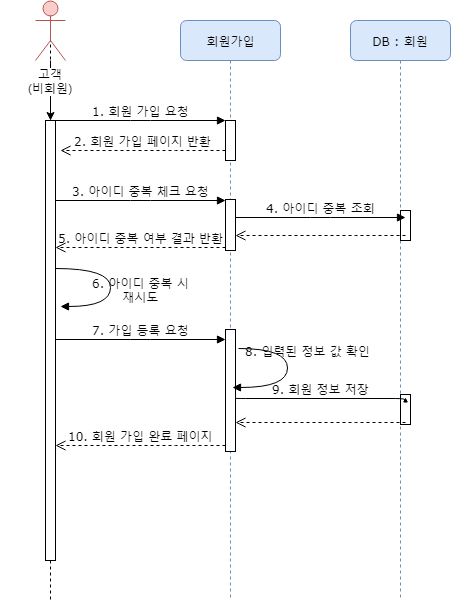 회원가입
DB : 회원
고객
(비회원)
1. 회원 가입 요청
2. 회원 가입 페이지 반환
3. 아이디 중복 체크 요청
4. 아이디 중복 조회
5. 아이디 중복 여부 결과 반환
6. 아이디 중복 시
재시도
7. 가입 등록 요청
8. 입력된 정보 값 확인
9. 회원 정보 저장
10. 회원 가입 완료 페이지